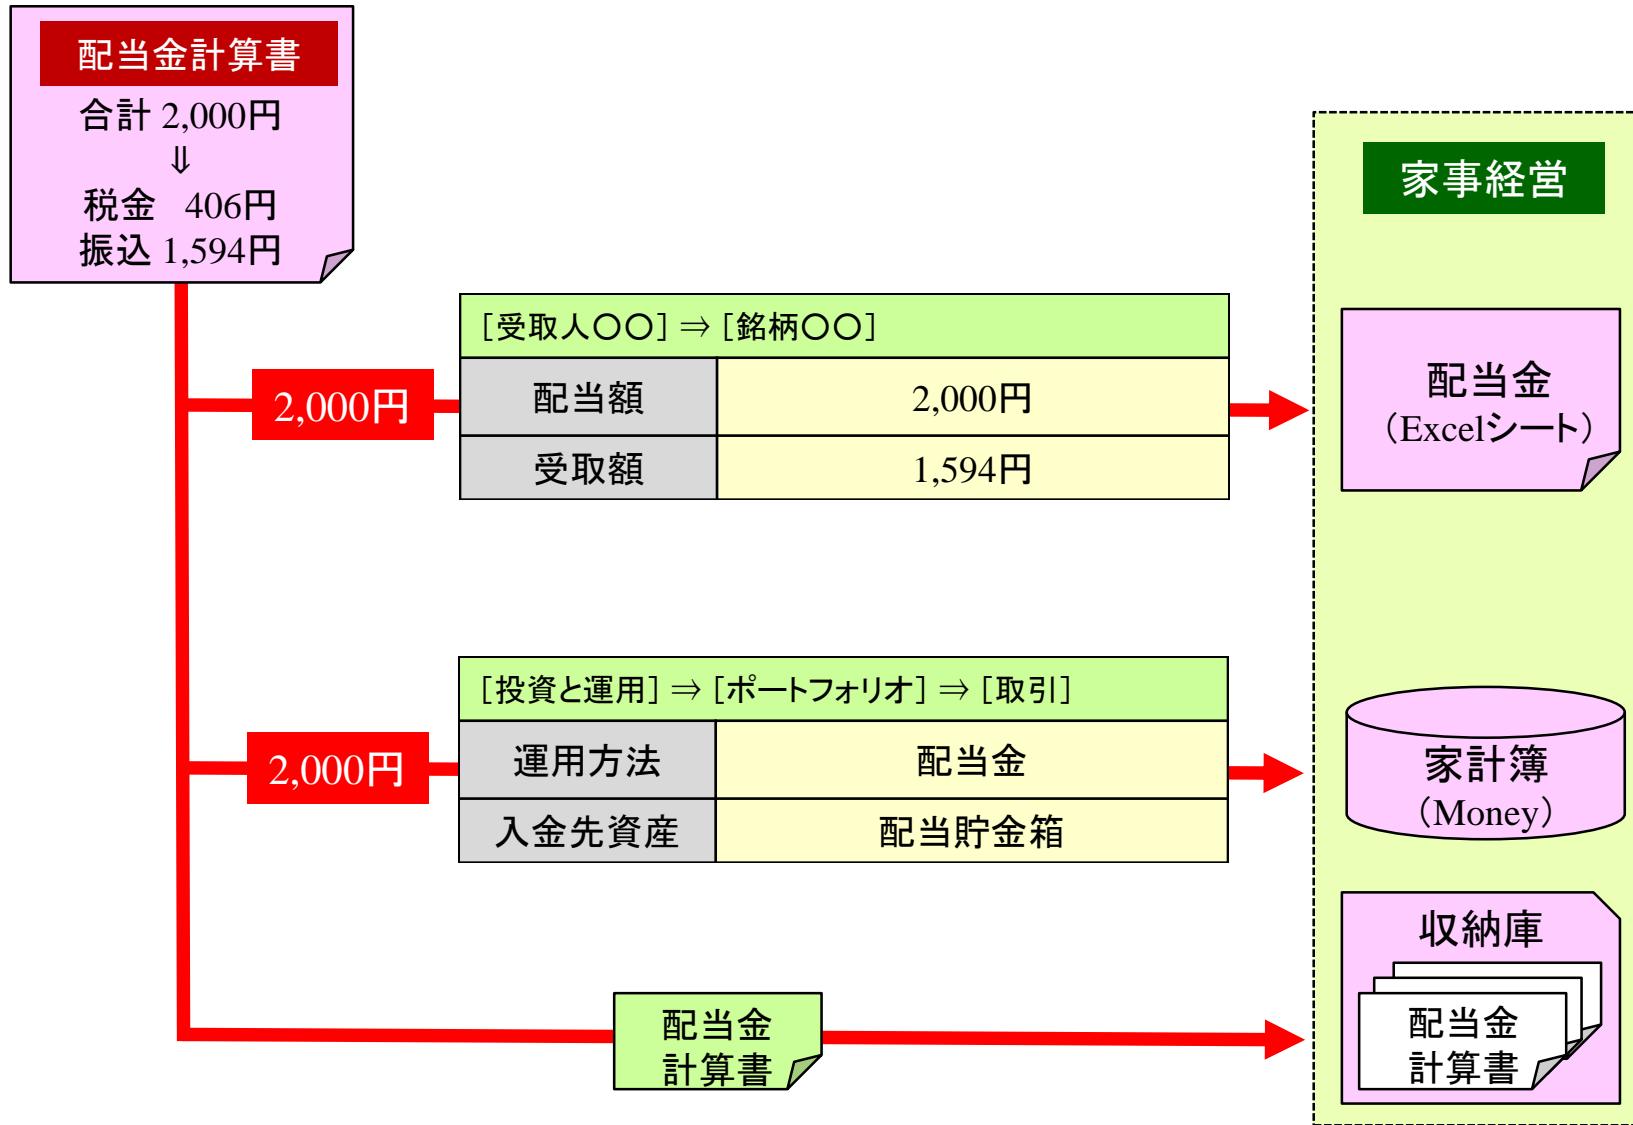 配当金計算書
合計 2,000円
⇓
税金 406円
振込 1,594円
家事経営
[受取人〇〇] ⇒ [銘柄〇〇]
2,000円
配当額 2,000円
受取額 1,594円
配当金
（Excelシート）
[投資と運用] ⇒ [ポートフォリオ] ⇒ [取引]
2,000円
運用方法 配当金
入金先資産 配当貯金箱
家計簿
（Money）
収納庫
配当金
計算書
配当金
計算書